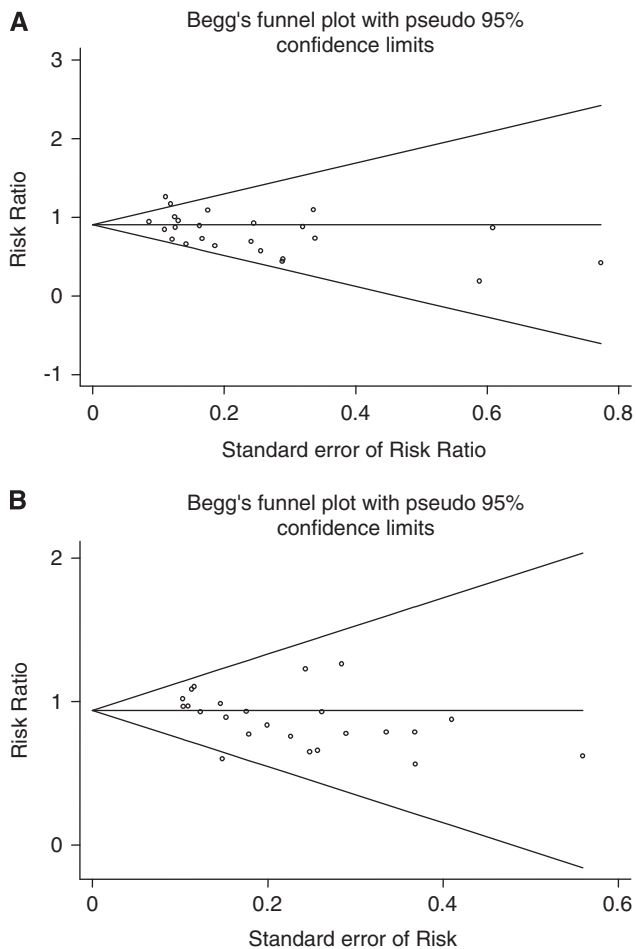 A
Begg's funnel plot with pseudo 95%
confidence limits
3
2
1
0
-1
Risk Ratio
0 0.2 0.4 0.6 0.8
Standard error of Risk Ratio
B
Begg's funnel plot with pseudo 95%
confidence limits
2
1
0
Risk Ratio
0 0.2 0.4 0.6
Standard error of Risk